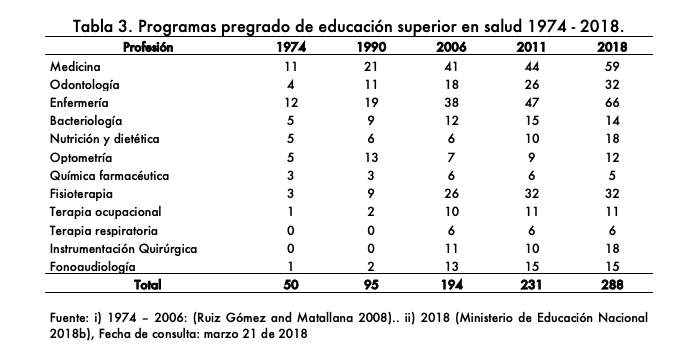 Tabla 3. Programas pregrado de educación superior en salud 1974 - 2018.
Profesión 1974 1990 2006 2011 2018
Medicina 11 21 41 44 59
Odontología 4 11 18 26 32
Enfermería 12 19 38 47 66
Bacteriología 5 9 12 15 14
Nutrición y dietética 5 6 6 10 18
Optometría 5 13 7 9 12
Química farmacéutica 3 3 6 6 5
Fisioterapia 3 9 26 32 32
Terapia ocupacional 1 2 10 11 11
Terapia respiratoria 0 0 6 6 6
Instrumentación Quirúrgica 0 0 11 10 18
Fonoaudiología 1 2 13 15 15
Total 50 95 194 231 288
Fuente: i) 1974 – 2006: (Ruiz Gómez and Matallana 2008).. ii) 2018 (Ministerio de Educación Nacional
2018b), Fecha de consulta: marzo 21 de 2018